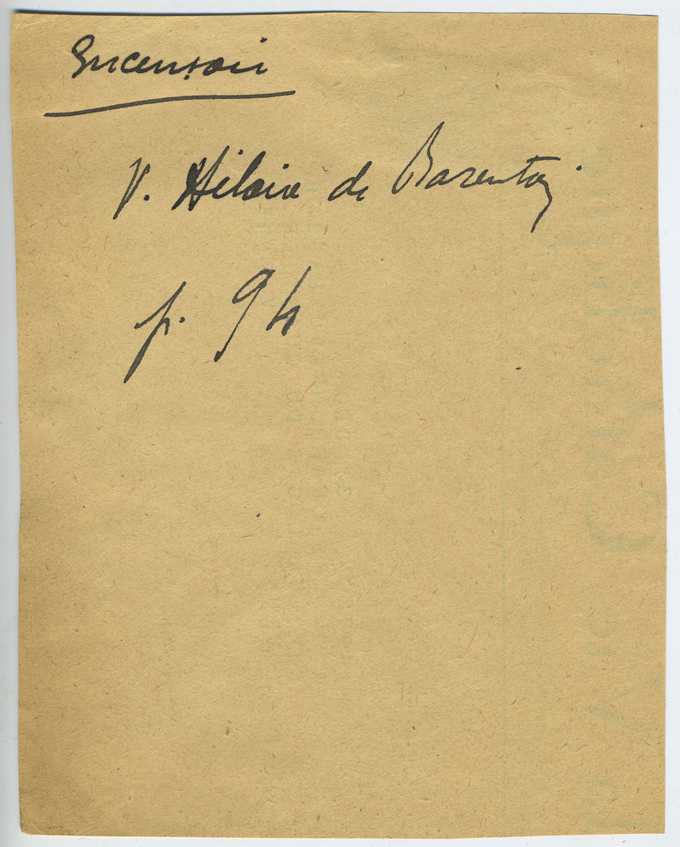 Encensoir
V. Hilaire de Barenton
p. 94